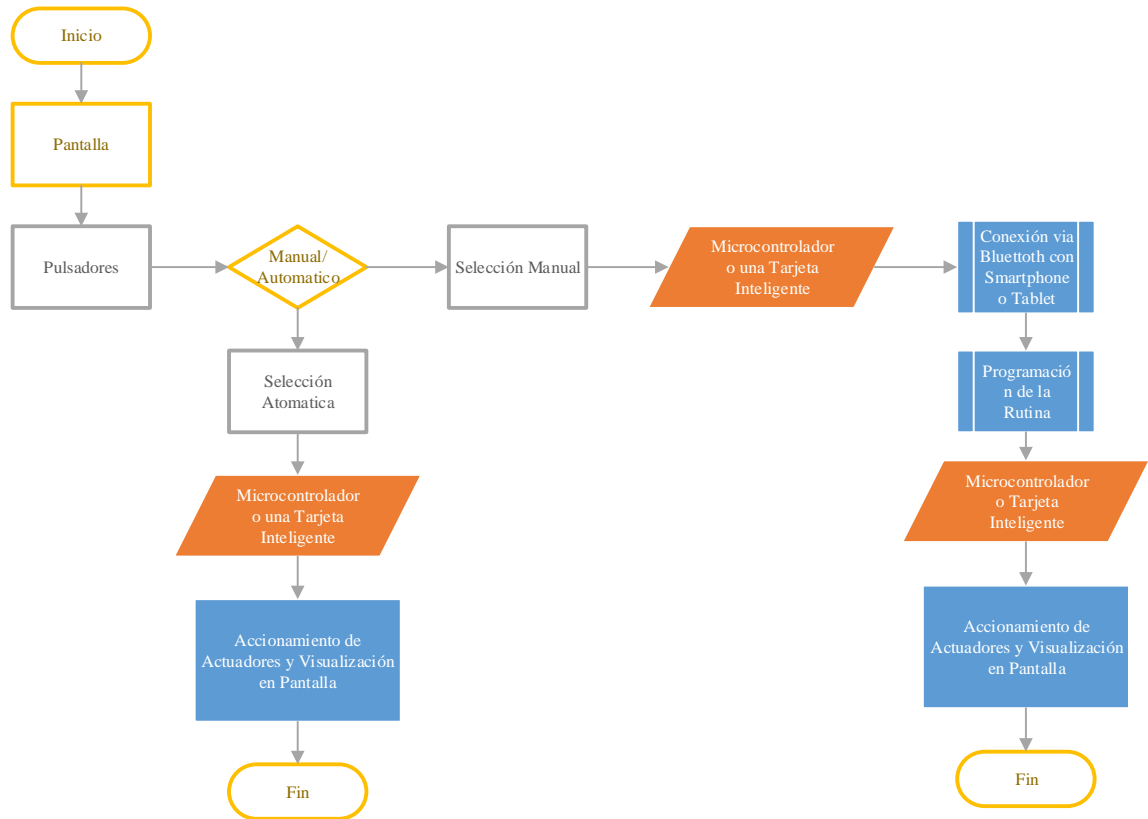 Inicio
Pantalla
Pulsadores
Manual/
Automatico
Selección Manual
Microcontrolador
o una Tarjeta
Inteligente
Conexión via
Bluettoth con
Smartphone
o Tablet
Selección
Atomatica
Programació
n de la
Rutina
Microcontrolador
o una Tarjeta
Inteligente
Microcontrolador
o Tarjeta
Inteligente
Accionamiento de
Actuadores y Visualización
en Pantalla
Accionamiento de
Actuadores y Visualización
en Pantalla
Fin
Fin